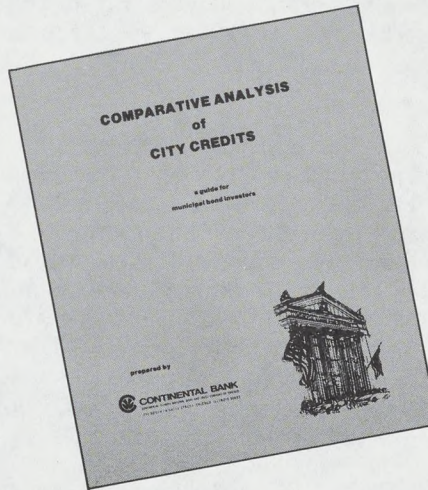 COMPARATIVE ANALYSIS
of
CITY CREDITS
a guide for
municipal bond investors
prepared by
CONTINENTAL BANK